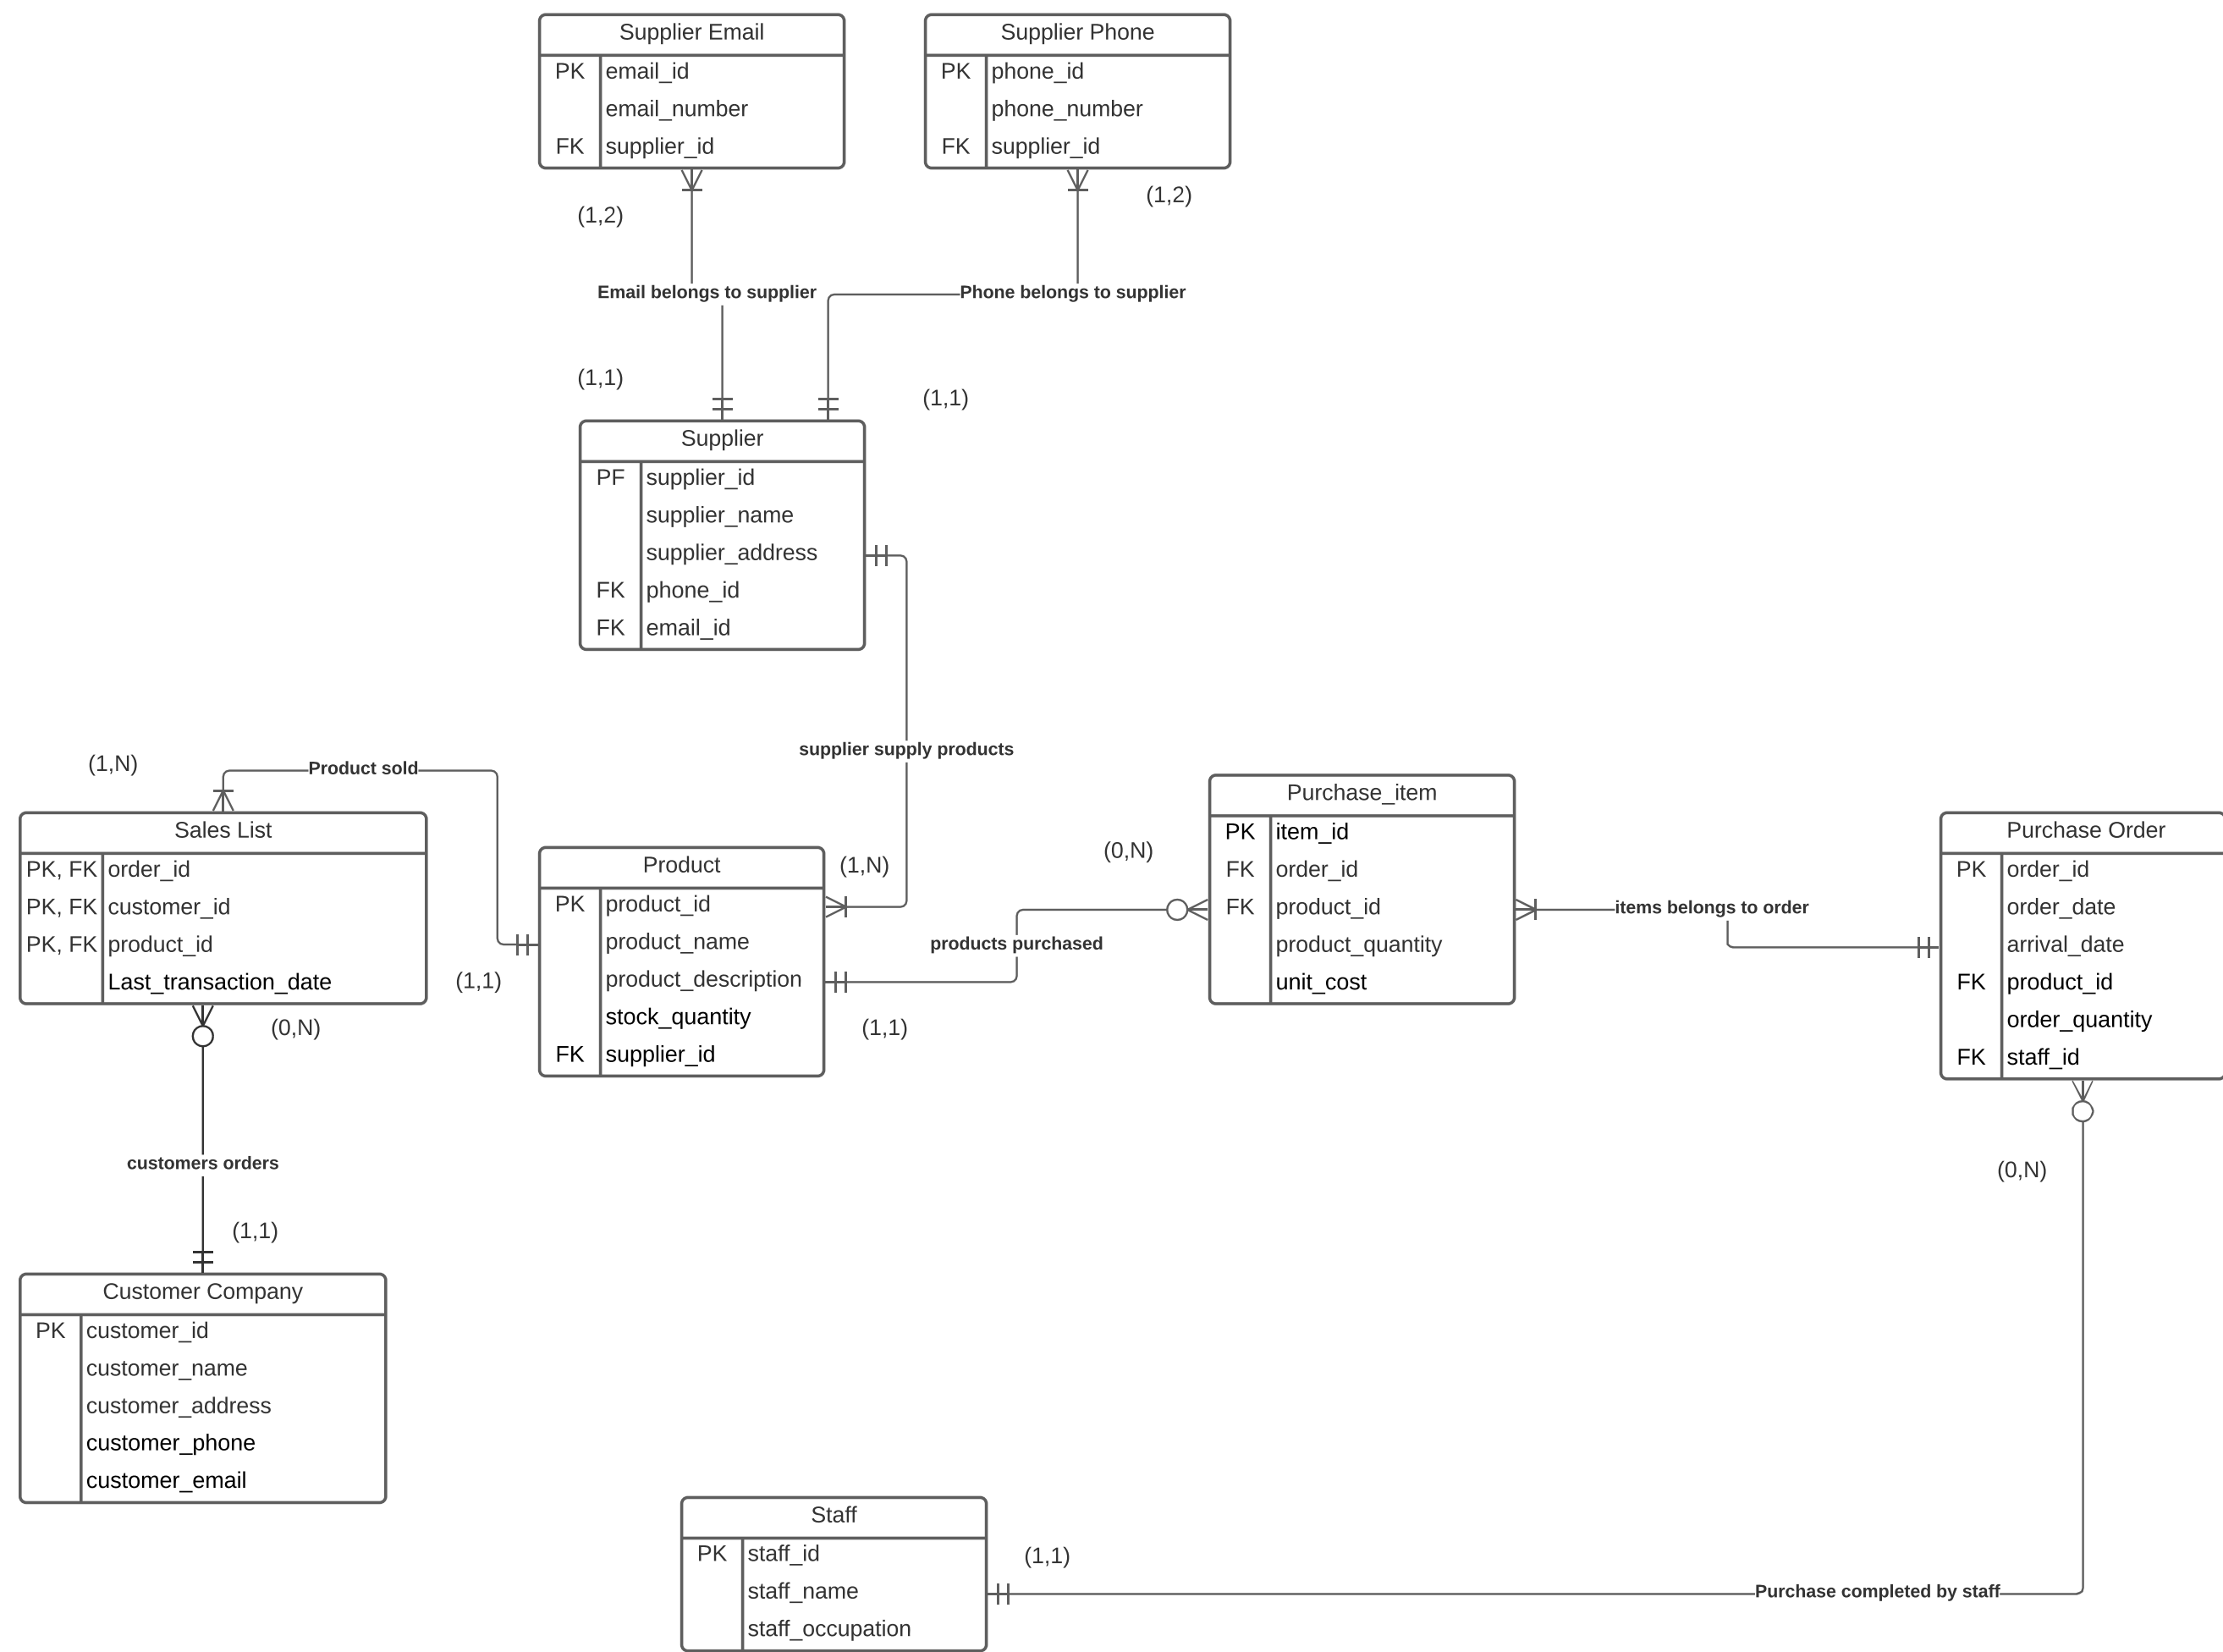 Supplier Email
PK email_id
email_number
FK supplier_id
Supplier Phone
PK phone_id
phone_number
FK supplier_id
(1,2)
(1,2)
Email belongs to supplier
Phone belongs to supplier
(1,1)
(1,1)
Supplier
PF supplier_id
supplier_name
supplier_address
FK phone_id
FK email_id
supplier supply products
(1,N)
Product sold
Sales List
PK, FK order_id
PK, FK customer_id
PK, FK product_id
Last_transaction_date
(1,1)
(0,N)
Product
PK product_id
product_name
product_description
stock_quantity
FK supplier_id
(1,N)
(1,1)
products purchased
(0,N)
Purchase_item
PK item_id
FK order_id
FK product_id
product_quantity
unit_cost
items belongs to order
Purchase Order
PK order_id
order_date
arrival_date
FK product_id
order_quantity
FK staff_id
(0,N)
customers orders
(1,1)
Customer Company
PK customer_id
customer_name
customer_address
customer_phone
customer_email
Staff
PK staff_id
staff_name
staff_occupation
(1,1)
Purchase completed by staff